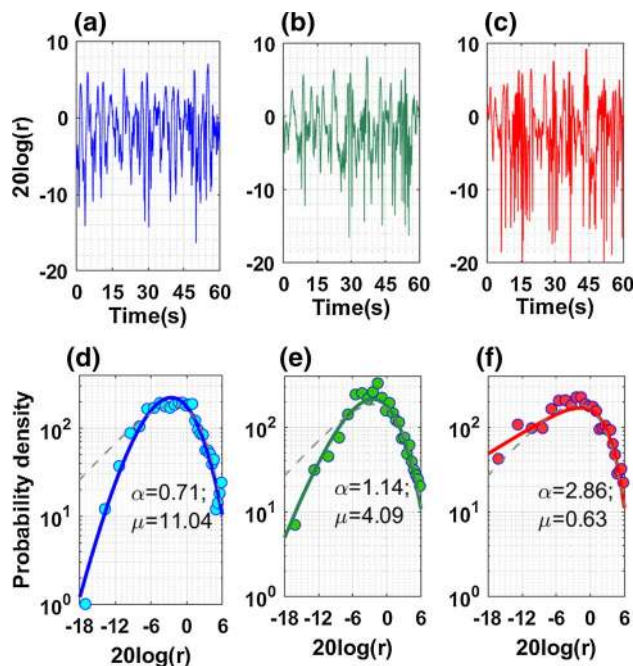 (a) (b) (c)
10 10 10
0 0 0
-10 -10 -10
-20 -20 -20
20log(r)
0 15 30 45 60 0 15 30 45 60 0 15 30 45 60
Time(s) Time(s) Time(s)
(d) (e) (f)
Probability density
10² 10² 10²
α=0.71; α=1.14; α=2.86;
μ=11.04 μ=4.09 μ=0.63
10¹ 10¹ 10¹
10⁰ 10⁰ 10⁰
-18 -12 -6 0 6 -18 -12 -6 0 6 -18 -12 -6 0 6
20log(r) 20log(r) 20log(r)